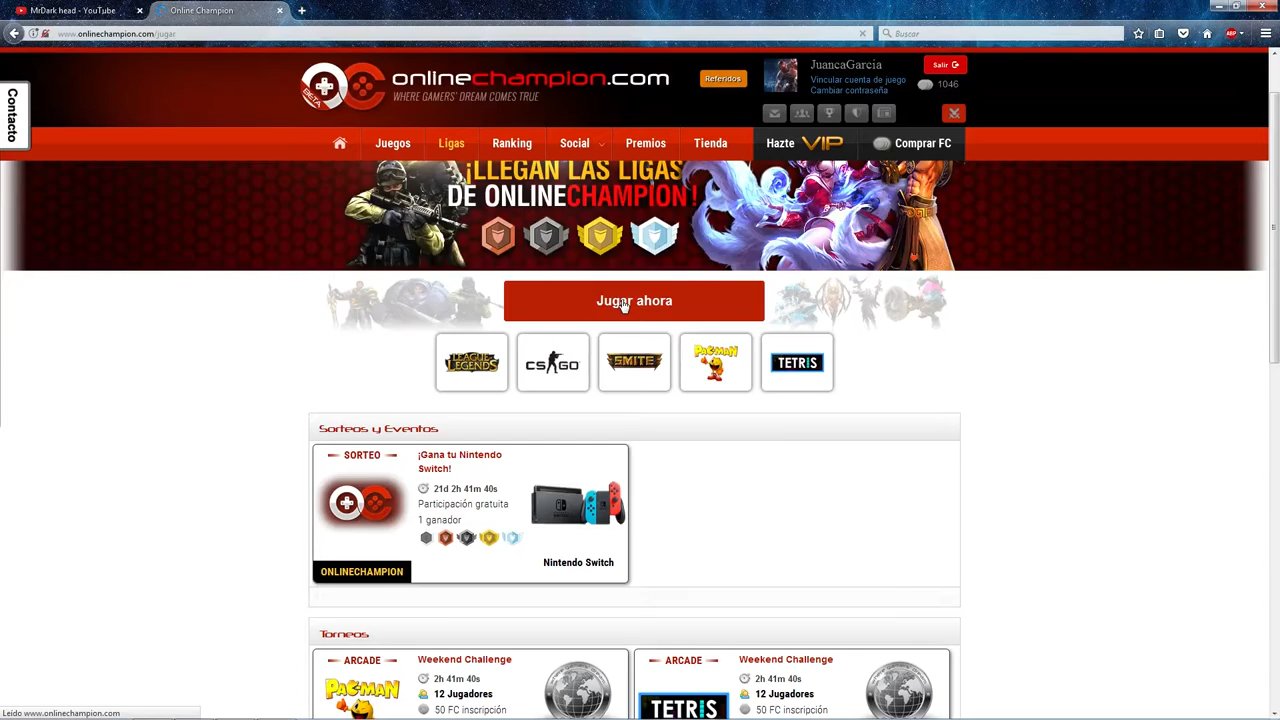 MrDark head - YouTube
Online Champion
www.onlinechampion.com/jugar
Buscar
ABP
Contacto
BETA
onlinechampion.com
WHERE GAMERS' DREAM COMES TRUE
Referidos
JuancaGarcia
Vincular cuenta de juego
Cambiar contraseña
Salir
1046
Juegos
Ligas
Ranking
Social
Premios
Tienda
Hazte VIP
Comprar FC
¡LLEGAN LAS LIGAS
DE ONLINECHAMPION!
Jugar ahora
LEAGUE LEGENDS
CS GO
SMITE
PAC-MAN
TETRIS
Sorteos y Eventos
SORTEO
¡Gana tu Nintendo
Switch!
21d 2h 41m 40s
Participación gratuita
1 ganador
Nintendo Switch
ONLINECHAMPION
Torneos
ARCADE
Weekend Challenge
2h 41m 40s
12 Jugadores
50 FC inscripción
PAC-MAN
ARCADE
Weekend Challenge
2h 41m 40s
12 Jugadores
50 FC inscripción
TETRIS
Leído www.onlinechampion.com